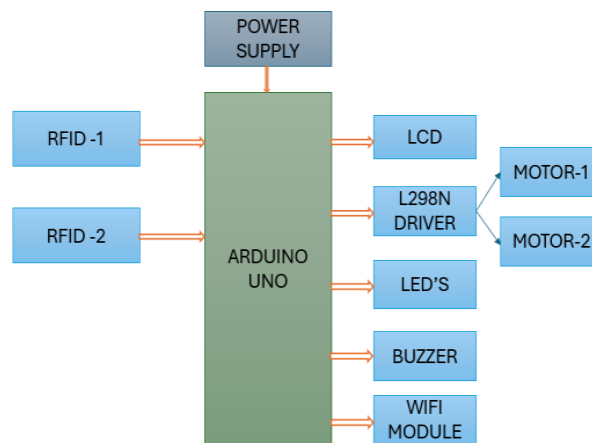 POWER
SUPPLY
RFID -1
RFID -2
ARDUINO
UNO
LCD
L298N
DRIVER
MOTOR-1
MOTOR-2
LED'S
BUZZER
WIFI
MODULE